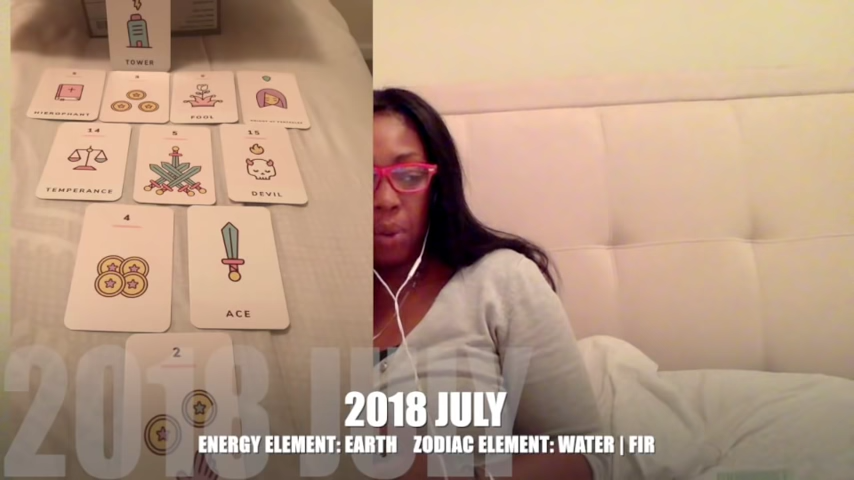 TOWER
HIEROPHANT
FOOL
14
5
15
TEMPERANCE
DEVIL
4
ACE
2
2018 JULY
2018 JULY
ENERGY ELEMENT: EARTH ZODIAC ELEMENT: WATER | FIR